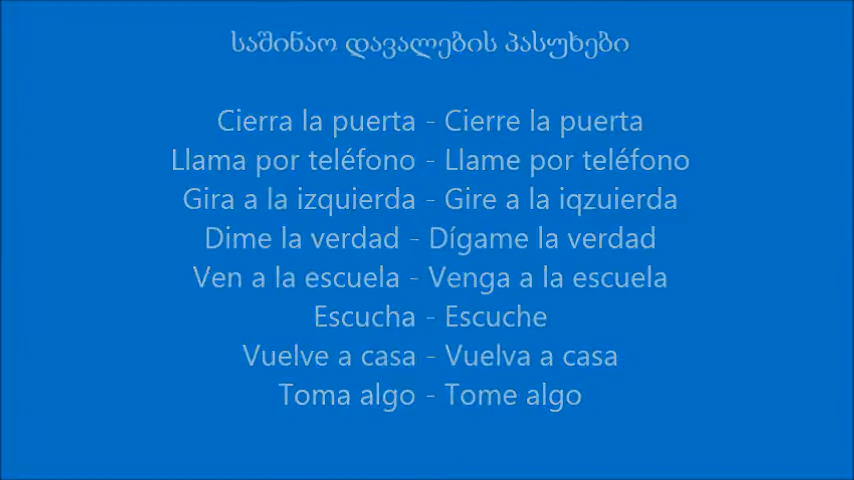 საშინაო დავალების პასუხები
Cierra la puerta - Cierre la puerta
Llama por teléfono - Llame por teléfono
Gira a la izquierda - Gire a la iqzuierda
Dime la verdad - Dígame la verdad
Ven a la escuela - Venga a la escuela
Escucha - Escuche
Vuelve a casa - Vuelva a casa
Toma algo - Tome algo